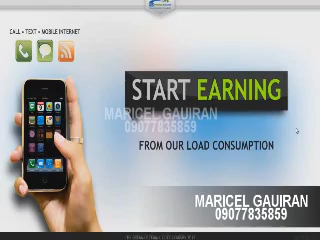 CALL • TEXT • MOBILE INTERNET
START EARNING
MARICEL GAUIRAN
09077835859
FROM OUR LOAD CONSUMPTION
MARICEL GAUIRAN
09077835859